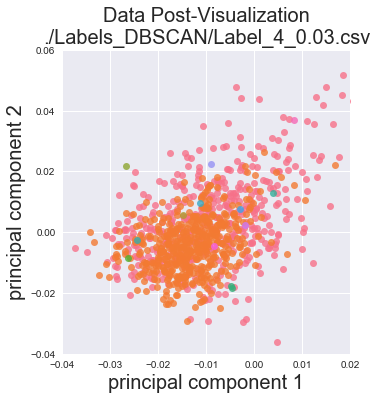 Data Post-Visualization
./Labels_DBSCAN/Label_4_0.03.csv
0.06
0.04
0.02
0.00
−0.02
−0.04
principal component 2
−0.04 −0.03 −0.02 −0.01 0.00 0.01 0.02
principal component 1